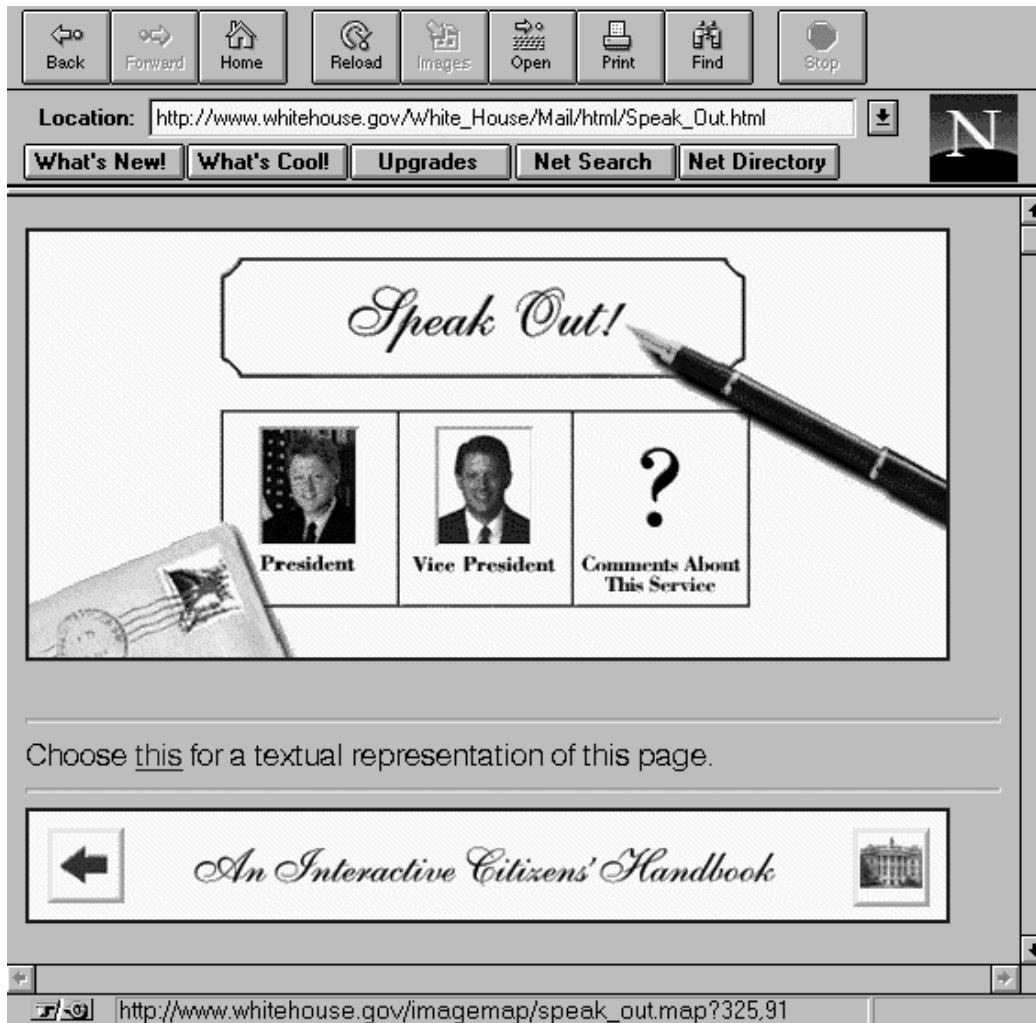 Back Forward Home Reload Images Open Print Find Stop
Location: http://www.whitehouse.gov/White_House/Mail/html/Speak_Out.html
N
What's New! What's Cool! Upgrades Net Search Net Directory
Speak Out!
?
President Vice President Comments About
This Service
Choose this for a textual representation of this page.
An Interactive Citizens' Handbook
http://www.whitehouse.gov/imagemap/speak_out.map?325,91